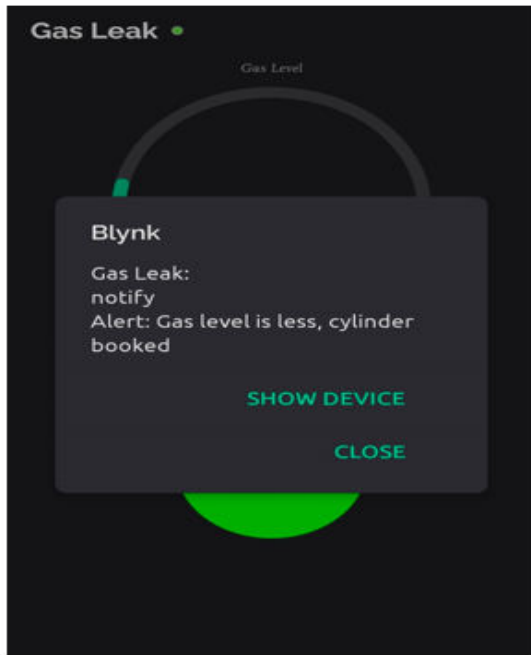 Gas Leak
Gas Level
Blynk
Gas Leak:
notify
Alert: Gas level is less, cylinder
booked
SHOW DEVICE
CLOSE